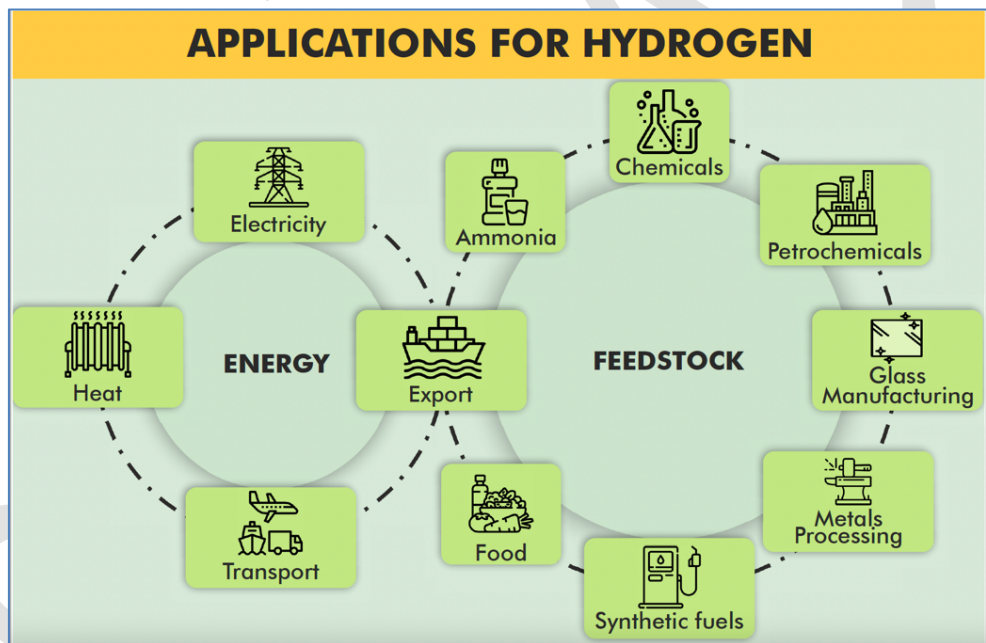 APPLICATIONS FOR HYDROGEN
Electricity
Heat
ENERGY
Export
Transport
Chemicals
Ammonia
Petrochemicals
FEEDSTOCK
Glass
Manufacturing
Metals
Processing
Food
Synthetic fuels